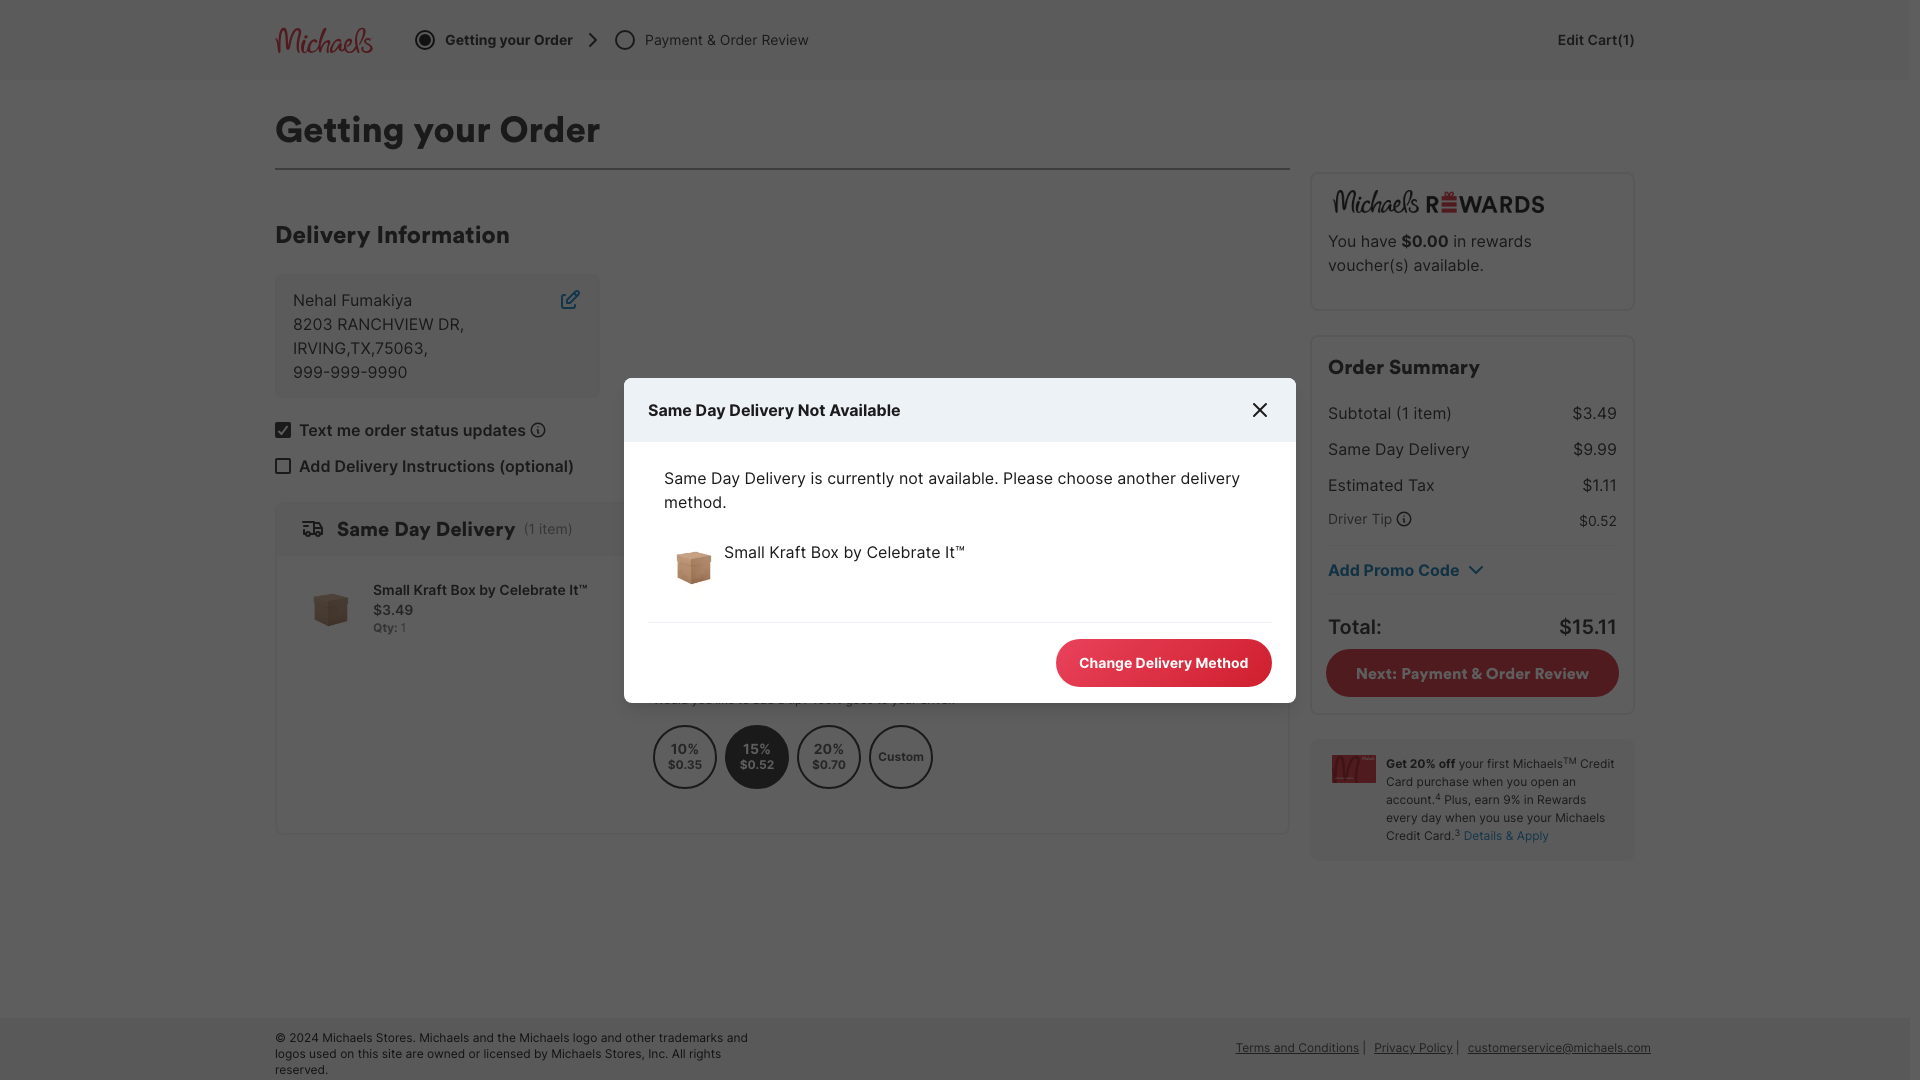 Michaels
Getting your Order
Payment & Order Review
Edit Cart(1)
Getting your Order
Michaels REWARDS
You have $0.00 in rewards
voucher(s) available.
Delivery Information
Nehal Fumakiya
8203 RANCHVIEW DR,
IRVING,TX,75063,
999-999-9990
Text me order status updates
Add Delivery Instructions (optional)
Same Day Delivery (1 item)
Small Kraft Box by Celebrate It™
$3.49
Qty: 1
Same Day Delivery Not Available
Same Day Delivery is currently not available. Please choose another delivery
method.
Small Kraft Box by Celebrate It™
Change Delivery Method
10%
$0.35
15%
$0.52
20%
$0.70
Custom
Order Summary
Subtotal (1 item) $3.49
Same Day Delivery $9.99
Estimated Tax $1.11
Driver Tip $0.52
Add Promo Code
Total: $15.11
Next: Payment & Order Review
Get 20% off your first Michaels™ Credit
Card purchase when you open an
account.4 Plus, earn 9% in Rewards
every day when you use your Michaels
Credit Card.3 Details & Apply
© 2024 Michaels Stores. Michaels and the Michaels logo and other trademarks and
logos used on this site are owned or licensed by Michaels Stores, Inc. All rights
reserved.
Terms and Conditions | Privacy Policy | customerservice@michaels.com